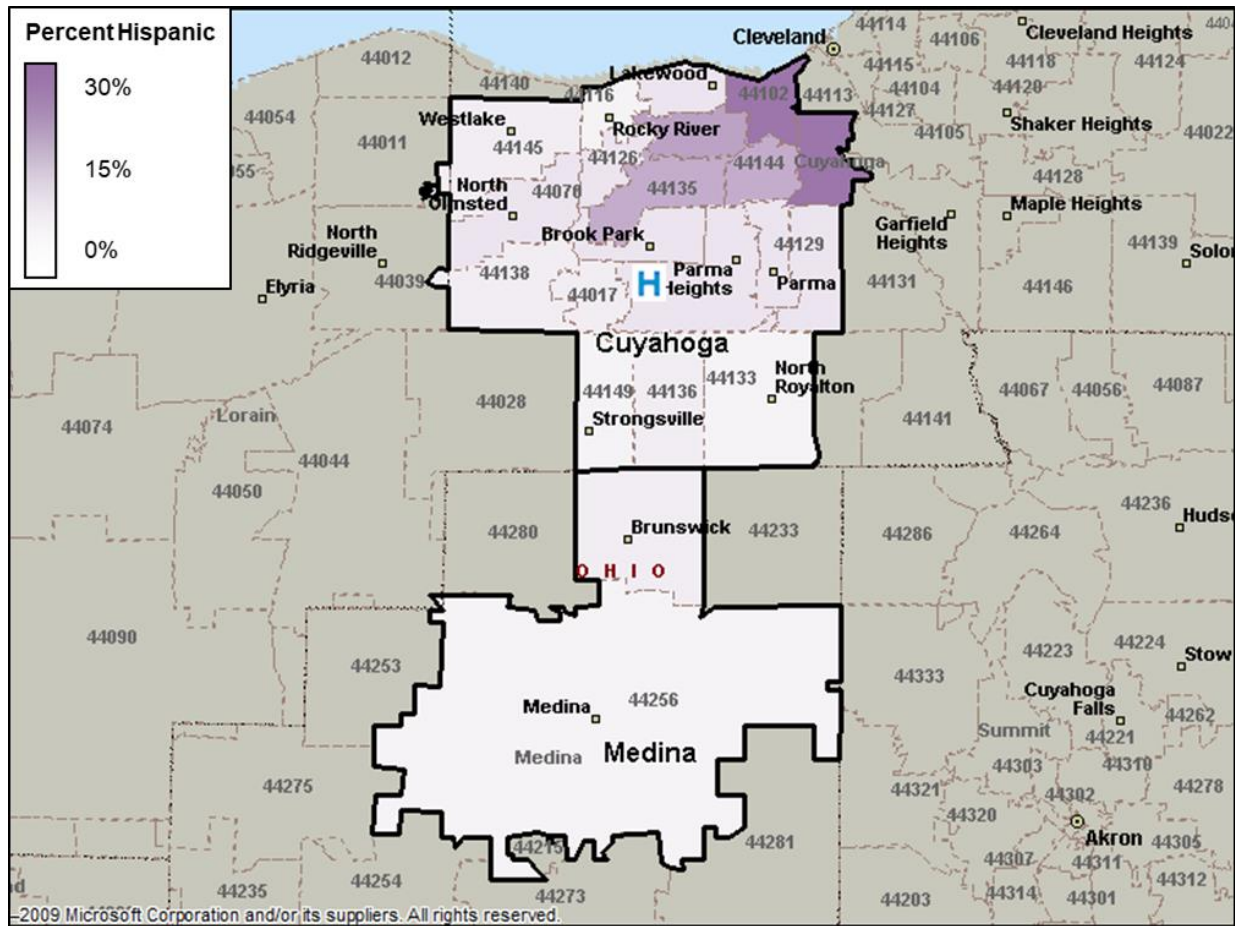 Percent Hispanic
30%
15%
0%
44114
44106
Cleveland Heights
Cleveland
44012
44115
44118
44124
Lakewood
44140
44116
44102
44113
44104
44120
44127
44054
Westlake
Rocky River
Shaker Heights
44011
44145
44105
44022
44126
44144
Cuyahoga
44128
44070
44135
North
Olmsted
Maple Heights
Garfield
Heights
Brook Park
44129
44139
North
Ridgeville
44138
Parma
Heights
Parma
44039
44017
H
44131
44146
Elyria
Cuyahoga
North
Royalton
44149
44136
44133
44067
44056
44087
44028
Lorain
44074
Strongsville
44141
44044
44050
44236
44280
Brunswick
44233
44286
44264
OHIO
44090
44253
44223
44224
Stow
44333
44256
Cuyahoga
Falls
Medina
44262
Summit
44221
Medina
Medina
44303
44310
44275
44321
44302
44278
44320
Akron
44215
44281
44305
44307
44311
44235
44254
44273
44203
44314
44301
44312
2009 Microsoft Corporation and/or its suppliers. All rights reserved.